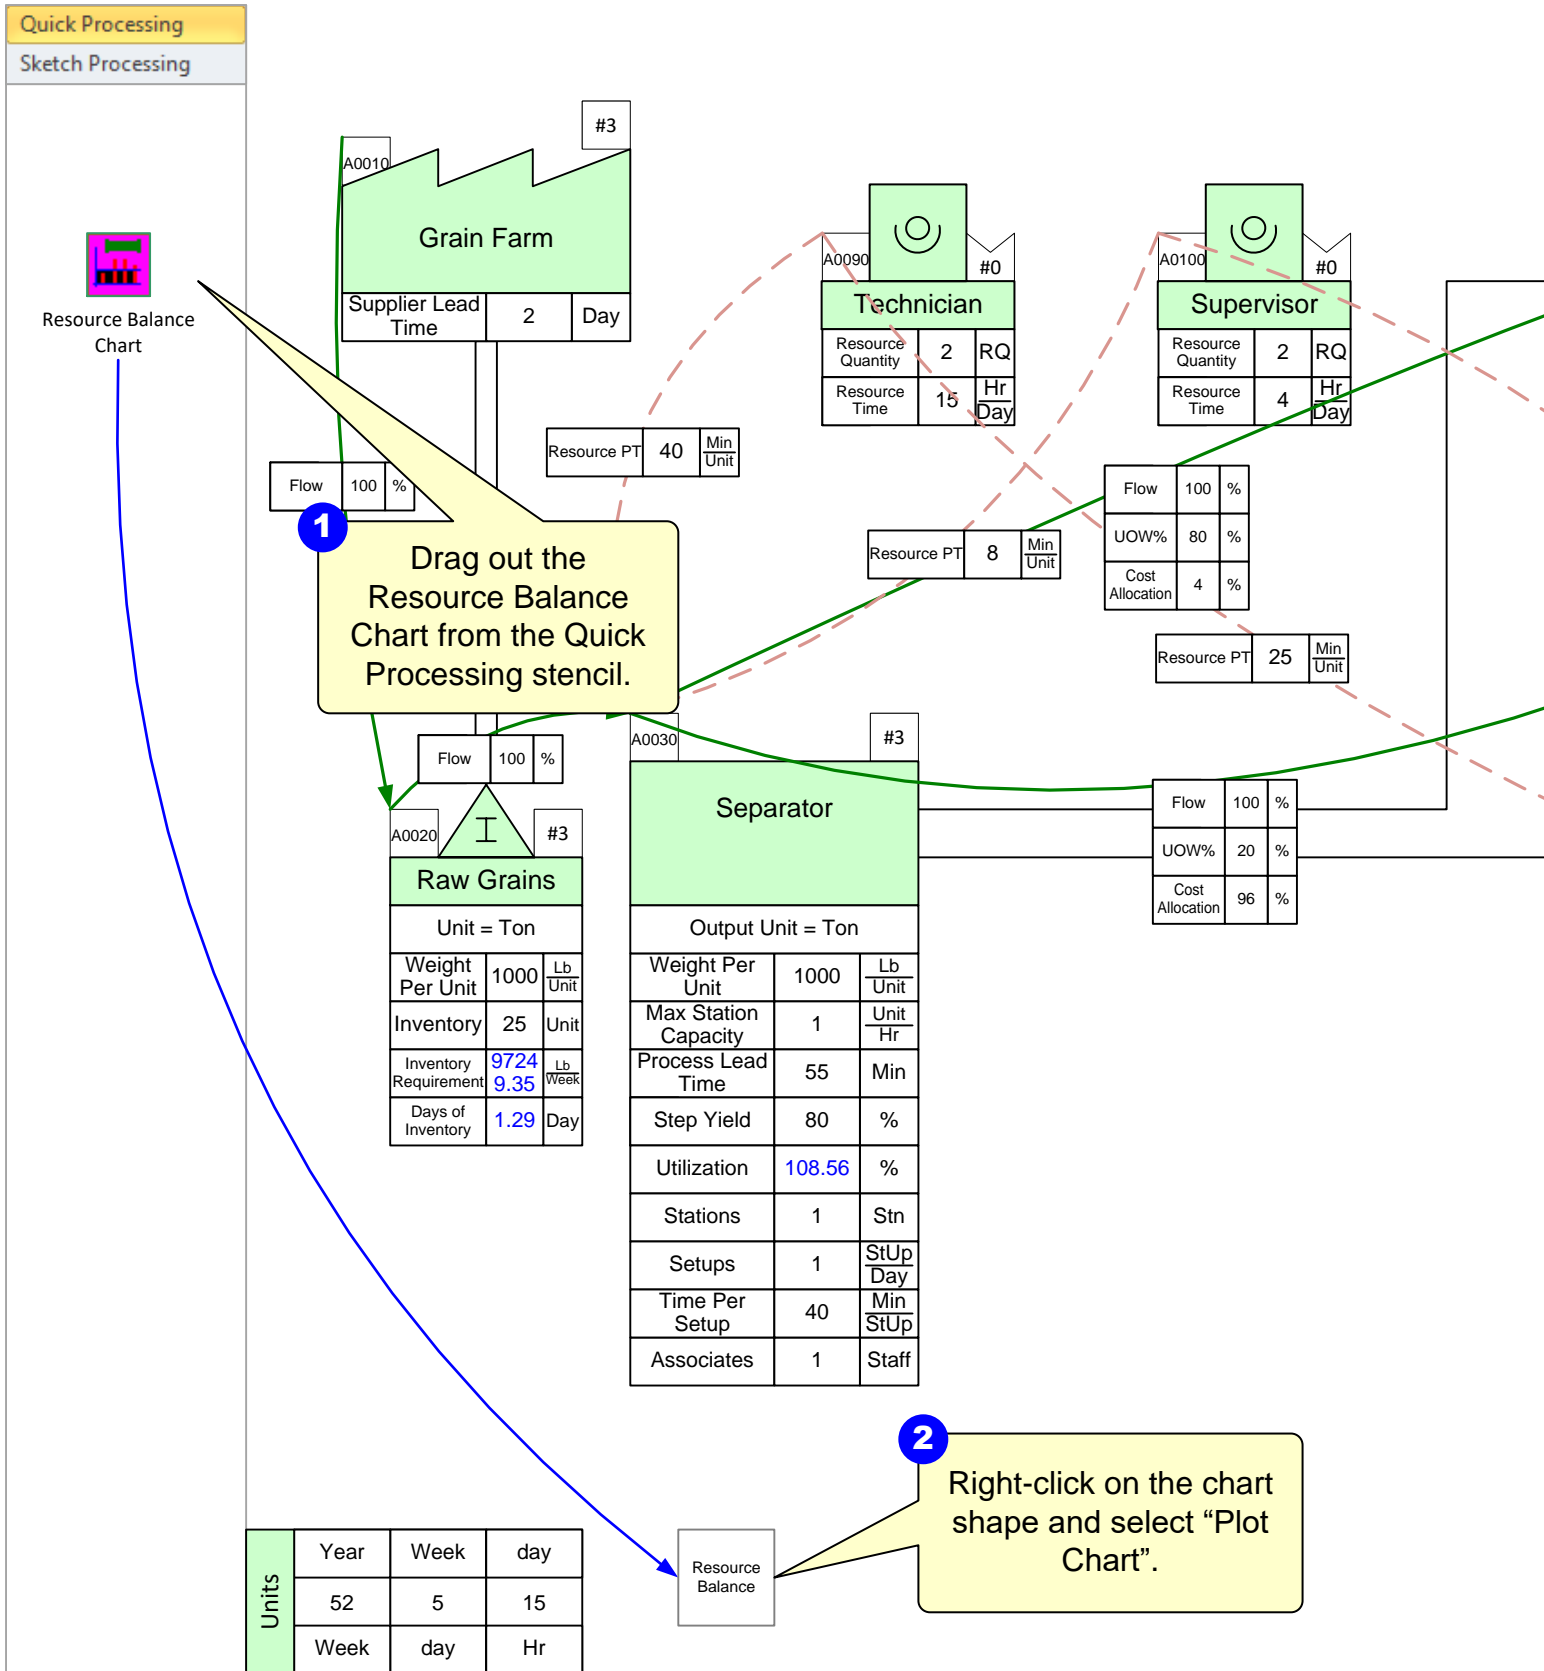 Quick Processing
Sketch Processing
Resource Balance
Chart
#3
A0010
Grain Farm
Supplier Lead
Time
2
Day
Flow
100
%
1
Drag out the
Resource Balance
Chart from the Quick
Processing stencil.
Resource PT
40
Min
Unit
A0090
#0
Technician
Resource
Quantity
2
RQ
Resource
Time
15
Hr
Day
A0100
#0
Supervisor
Resource
Quantity
2
RQ
Resource
Time
4
Hr
Day
Resource PT
8
Min
Unit
Flow
100
%
UOW%
80
%
Cost
Allocation
4
%
Resource PT
25
Min
Unit
Flow
100
%
A0020
I
#3
Raw Grains
Unit = Ton
Weight
Per Unit
1000
Lb
Unit
Inventory
25
Unit
Inventory
Requirement
9724
9.35
Lb
Week
Days of
Inventory
1.29
Day
A0030
#3
Separator
Output Unit = Ton
Weight Per
Unit
1000
Lb
Unit
Max Station
Capacity
1
Unit
Hr
Process Lead
Time
55
Min
Step Yield
80
%
Utilization
108.56
%
Stations
1
Stn
Setups
1
StUp
Day
Time Per
Setup
40
Min
StUp
Associates
1
Staff
Flow
100
%
UOW%
20
%
Cost
Allocation
96
%
2
Right-click on the chart
shape and select “Plot
Chart”.
Resource
Balance
Units
Year
Week
day
52
5
15
Week
day
Hr